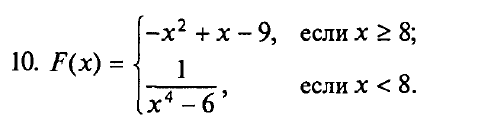 10. F(x) = { -x² + x - 9, если x ≥ 8;
1/(x⁴ - 6), если x < 8.